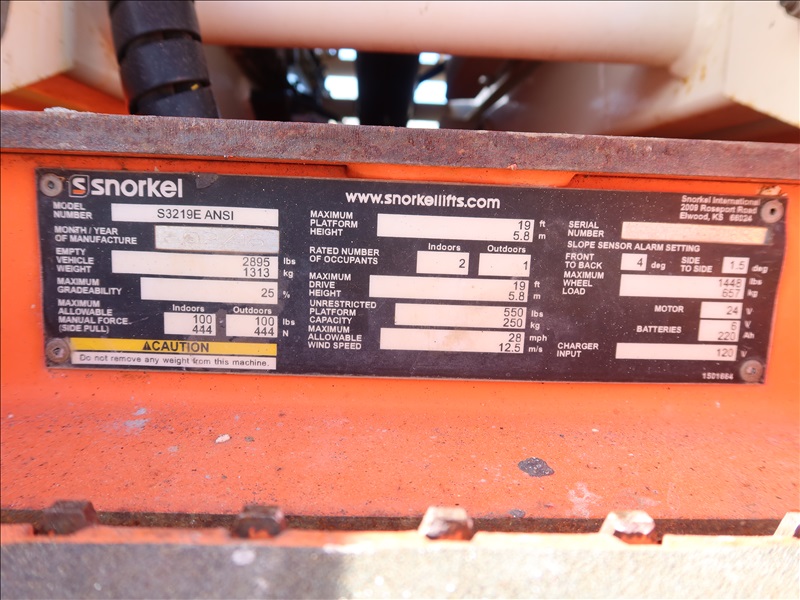 snorkel
MODEL NUMBER S3219E ANSI
MONTH / YEAR OF MANUFACTURE
EMPTY VEHICLE WEIGHT 2895 lbs
1313 kg
MAXIMUM GRADEABILITY 25 %
MAXIMUM ALLOWABLE MANUAL FORCE (SIDE PULL)
Indoors Outdoors
100 100 lbs
444 444 N
CAUTION
Do not remove any weight from this machine.
www.snorkellifts.com
MAXIMUM PLATFORM HEIGHT 19 ft
5.8 m
RATED NUMBER OF OCCUPANTS
Indoors Outdoors
2 1
MAXIMUM DRIVE HEIGHT 19 ft
5.8 m
UNRESTRICTED PLATFORM CAPACITY 550 lbs
250 kg
MAXIMUM ALLOWABLE WIND SPEED 28 mph
12.5 m/s
Snorkel International
2009 Roseport Road
Elwood, KS 66024
SERIAL NUMBER
SLOPE SENSOR ALARM SETTING
FRONT TO BACK 4 deg SIDE TO SIDE 1.5 deg
MAXIMUM WHEEL LOAD 1448 lbs
657 kg
MOTOR 24 V
BATTERIES 6 V
220 Ah
CHARGER INPUT 120 V
1501664